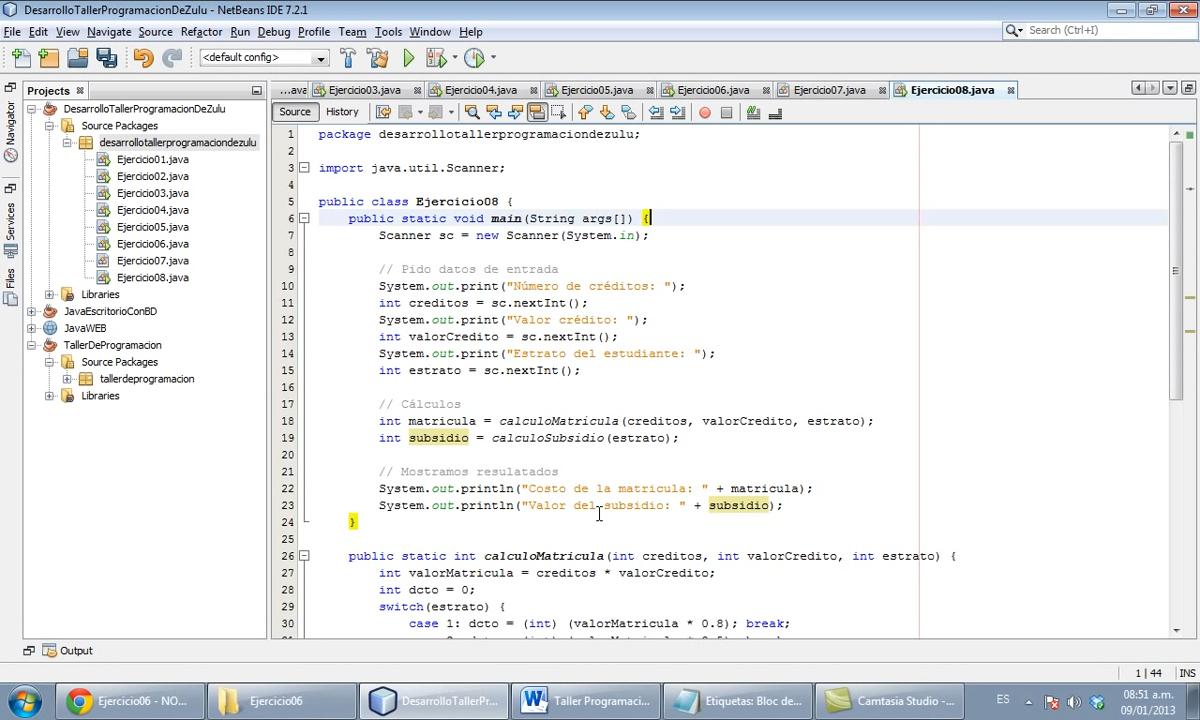 DesarrolloTallerProgramacionDeZulu - NetBeans IDE 7.2.1
File Edit View Navigate Source Refactor Run Debug Profile Team Tools Window Help
Search (Ctrl+I)
<default config>
Projects
...ava Ejercicio03.java Ejercicio04.java Ejercicio05.java Ejercicio06.java Ejercicio07.java Ejercicio08.java
Source History
Navigator
Services
Files
DesarrolloTallerProgramacionDeZulu
Source Packages
desarrollotallerprogramaciondezulu
Ejercicio01.java
Ejercicio02.java
Ejercicio03.java
Ejercicio04.java
Ejercicio05.java
Ejercicio06.java
Ejercicio07.java
Ejercicio08.java
Libraries
JavaEscritorioConBD
JavaWEB
TallerDeProgramacion
Source Packages
tallerdeprogramacion
Libraries
1 package desarrollotallerprogramaciondezulu;
2
3 import java.util.Scanner;
4
5 public class Ejercicio08 {
6 public static void main(String args[]) {
7 Scanner sc = new Scanner(System.in);
8
9 // Pido datos de entrada
10 System.out.print("Número de créditos: ");
11 int creditos = sc.nextInt();
12 System.out.print("Valor crédito: ");
13 int valorCredito = sc.nextInt();
14 System.out.print("Estrato del estudiante: ");
15 int estrato = sc.nextInt();
16
17 // Cálculos
18 int matricula = calculoMatricula(creditos, valorCredito, estrato);
19 int subsidio = calculoSubsidio(estrato);
20
21 // Mostramos resulatados
22 System.out.println("Costo de la matricula: " + matricula);
23 System.out.println("Valor del subsidio: " + subsidio);
24 }
25
26 public static int calculoMatricula(int creditos, int valorCredito, int estrato) {
27 int valorMatricula = creditos * valorCredito;
28 int dcto = 0;
29 switch(estrato) {
30 case 1: dcto = (int) (valorMatricula * 0.8); break;
Output
1 | 44 INS
Ejercicio06 - NO...
Ejercicio06
DesarrolloTallerPr...
Taller Programaci...
Etiquetas: Bloc de...
Camtasia Studio -...
ES
08:51 a.m.
09/01/2013